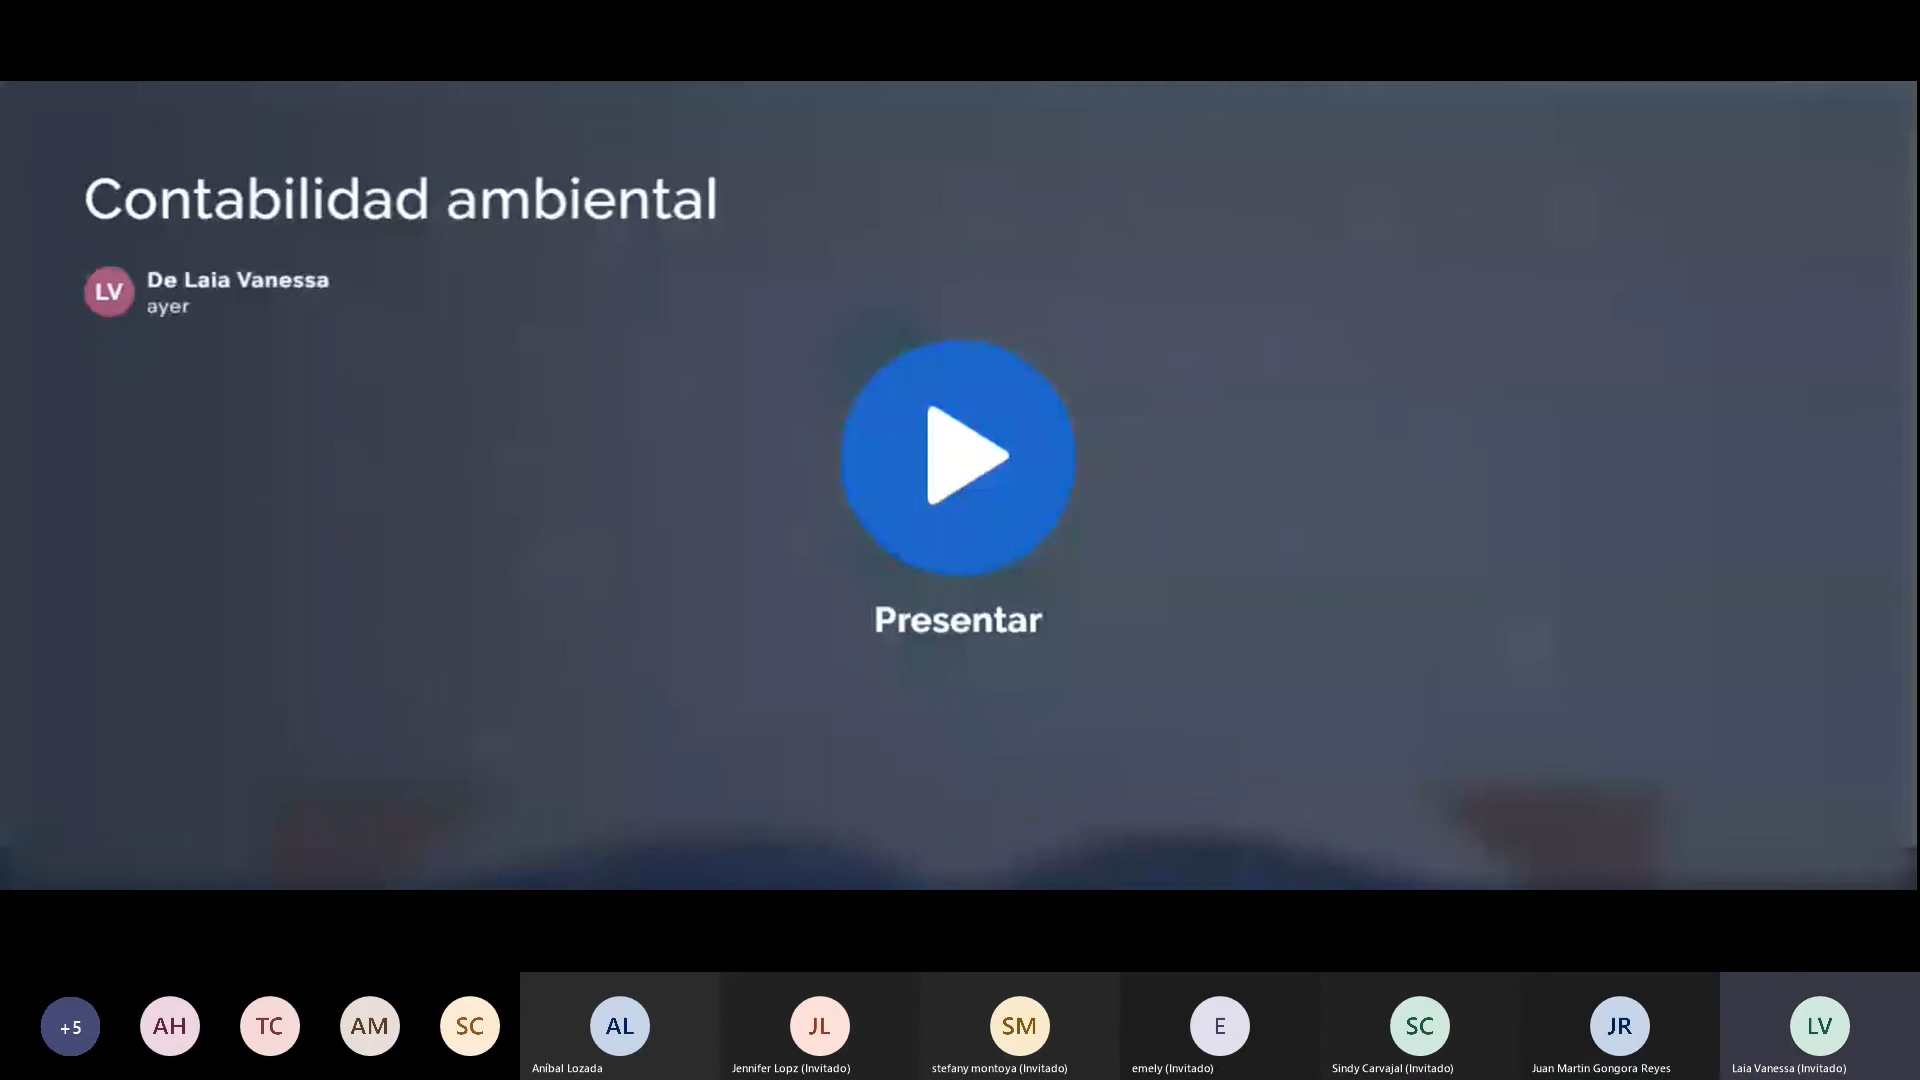 Contabilidad ambiental
LV
De Laia Vanessa
ayer
Presentar
+5
AH
TC
AM
SC
AL
JL
SM
E
SC
JR
LV
Aníbal Lozada
Jennifer Lopz (Invitado)
stefany montoya (Invitado)
emely (Invitado)
Sindy Carvajal (Invitado)
Juan Martin Gongora Reyes
Laia Vanessa (Invitado)